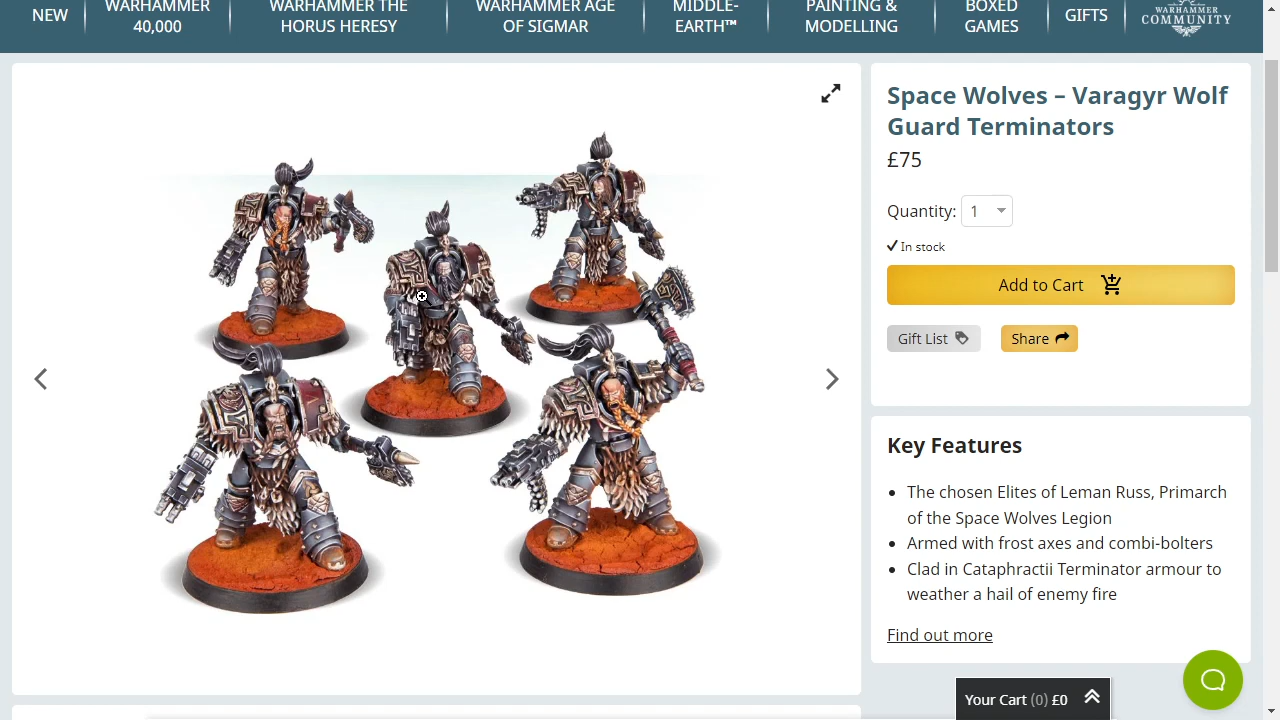 NEW
WARHAMMER
40,000
WARHAMMER THE
HORUS HERESY
WARHAMMER AGE
OF SIGMAR
MIDDLE-
EARTH™
PAINTING &
MODELLING
BOXED
GAMES
GIFTS
WARHAMMER
COMMUNITY
Space Wolves – Varagyr Wolf
Guard Terminators
£75
Quantity: 1
In stock
Add to Cart
Gift List
Share
Key Features
• The chosen Elites of Leman Russ, Primarch
of the Space Wolves Legion
• Armed with frost axes and combi-bolters
• Clad in Cataphractii Terminator armour to
weather a hail of enemy fire
Find out more
Your Cart (0) £0